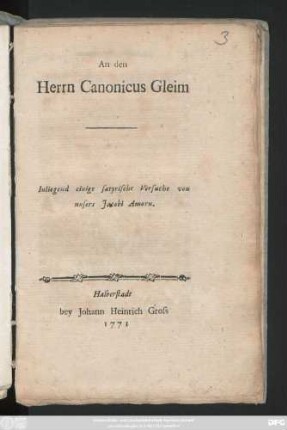 3
An den
Herrn Canonicus Gleim
Inliegend einige satyrische Versuche von
unsers Jacobi Amorn.
Halberstadt
bey Johann Heinrich Groß
1771